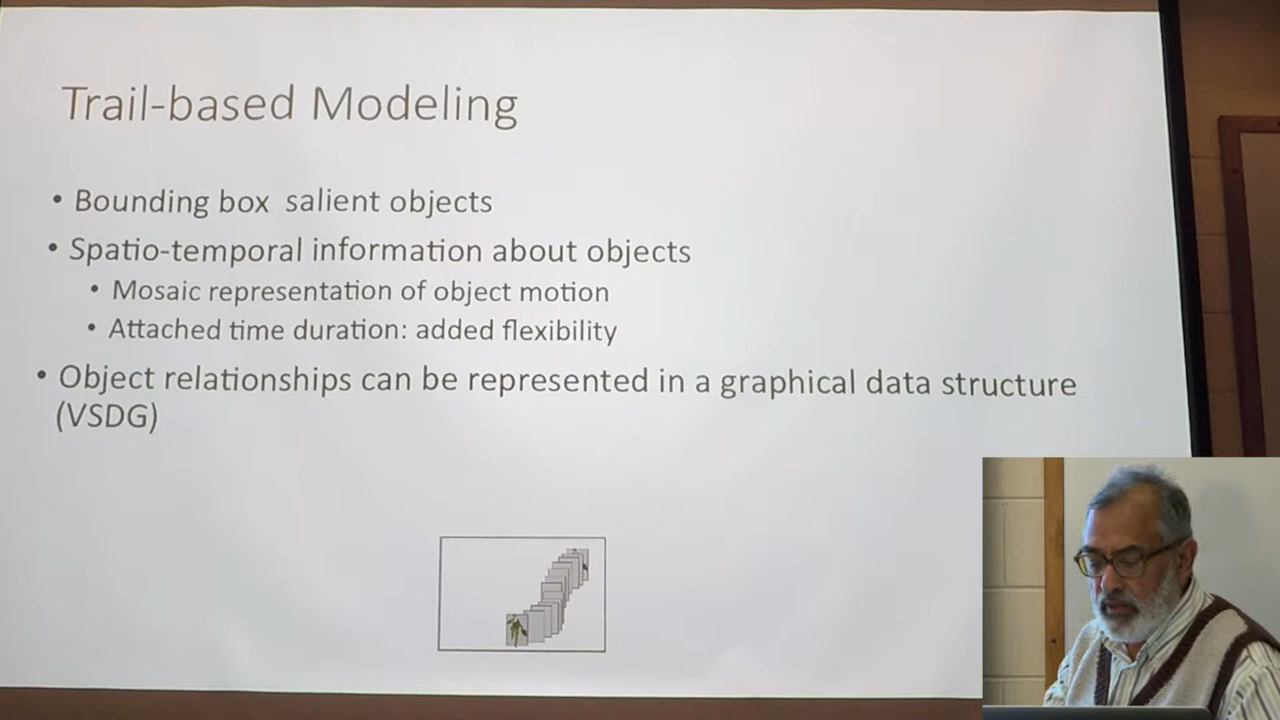 Trail-based Modeling
• Bounding box salient objects
• Spatio-temporal information about objects
• Mosaic representation of object motion
• Attached time duration: added flexibility
• Object relationships can be represented in a graphical data structure
(VSDG)